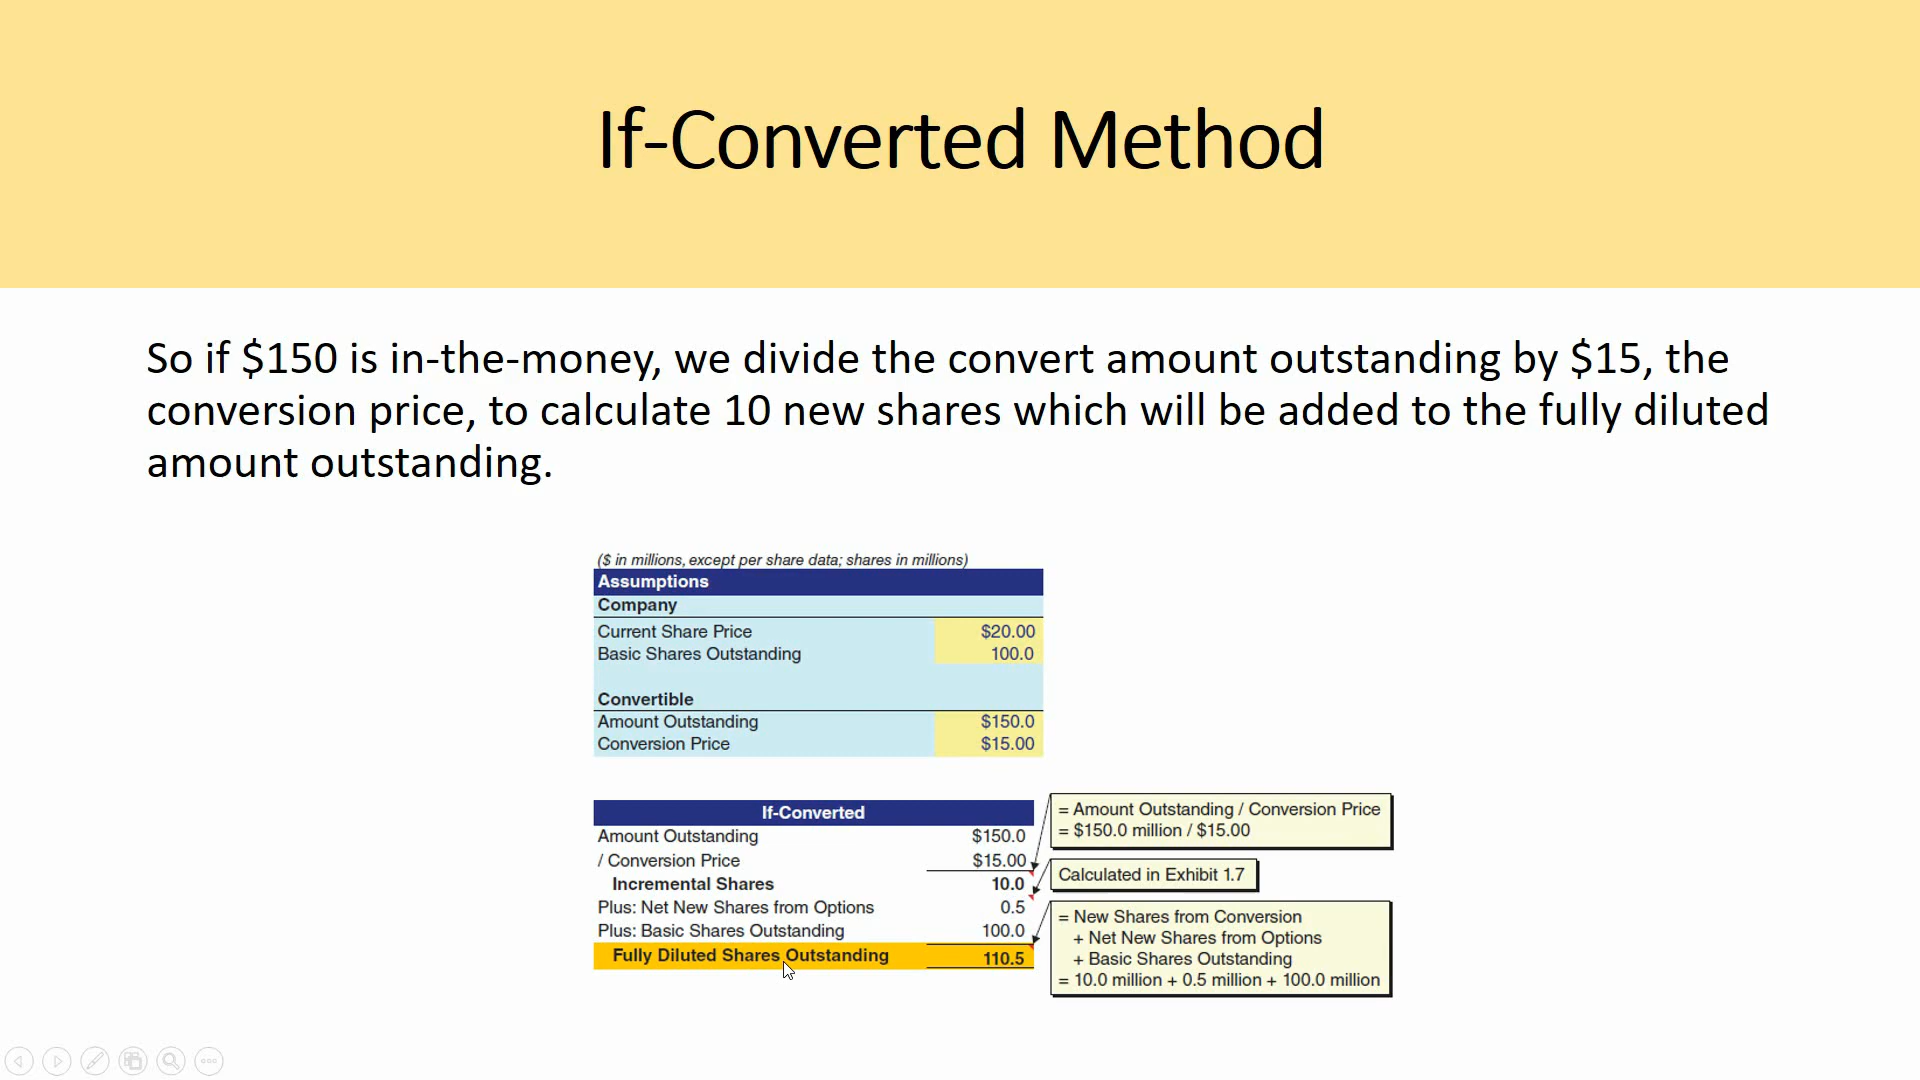 If-Converted Method
So if $150 is in-the-money, we divide the convert amount outstanding by $15, the
conversion price, to calculate 10 new shares which will be added to the fully diluted
amount outstanding.
($ in millions, except per share data; shares in millions)
Assumptions
Company
Current Share Price $20.00
Basic Shares Outstanding 100.0
Convertible
Amount Outstanding $150.0
Conversion Price $15.00
If-Converted
Amount Outstanding $150.0
/ Conversion Price $15.00
Incremental Shares 10.0
Plus: Net New Shares from Options 0.5
Plus: Basic Shares Outstanding 100.0
Fully Diluted Shares Outstanding 110.5
= Amount Outstanding / Conversion Price
= $150.0 million / $15.00
Calculated in Exhibit 1.7
= New Shares from Conversion
+ Net New Shares from Options
+ Basic Shares Outstanding
= 10.0 million + 0.5 million + 100.0 million